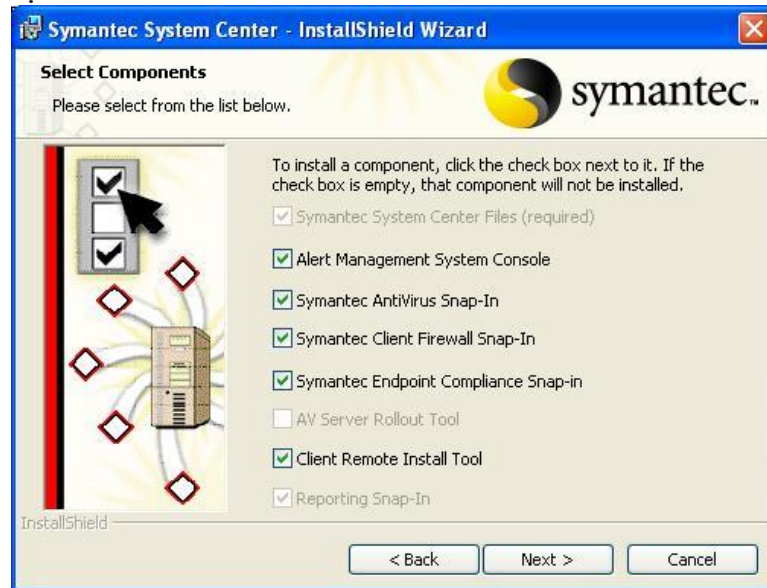 Symantec System Center - InstallShield Wizard
Select Components
Please select from the list below.
symantec.
To install a component, click the check box next to it. If the
check box is empty, that component will not be installed.
Symantec System Center Files (required)
Alert Management System Console
Symantec AntiVirus Snap-In
Symantec Client Firewall Snap-In
Symantec Endpoint Compliance Snap-in
AV Server Rollout Tool
Client Remote Install Tool
Reporting Snap-In
InstallShield
< Back Next > Cancel